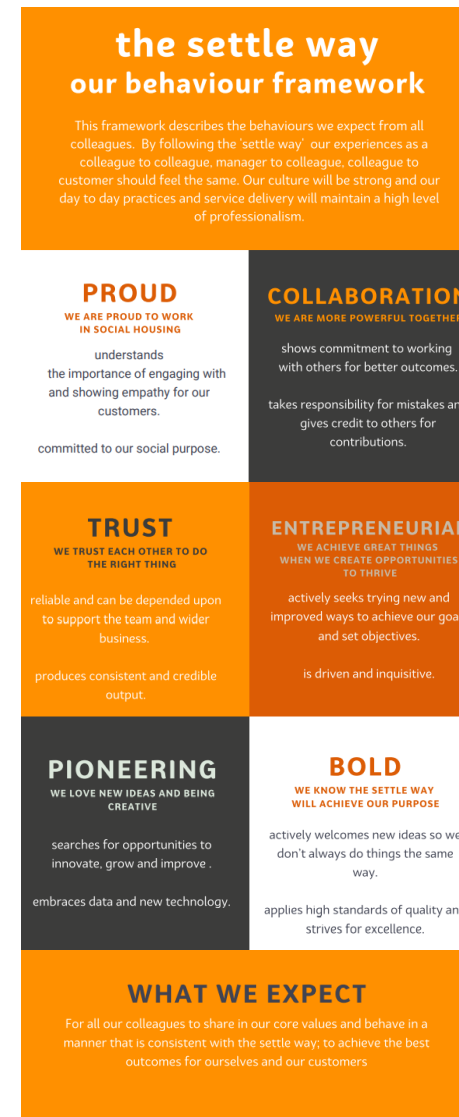 the settle way
our behaviour framework
This framework describes the behaviours we expect from all
colleagues. By following the 'settle way' our experiences as a
colleague to colleague, manager to colleague, colleague to
customer should feel the same. Our culture will be strong and our
day to day practices and service delivery will maintain a high level
of professionalism.
PROUD
WE ARE PROUD TO WORK
IN SOCIAL HOUSING
understands
the importance of engaging with
and showing empathy for our
customers.
committed to our social purpose.
COLLABORATION
WE ARE MORE POWERFUL TOGETHER
shows commitment to working
with others for better outcomes.
takes responsibility for mistakes an
gives credit to others for
contributions.
TRUST
WE TRUST EACH OTHER TO DO
THE RIGHT THING
reliable and can be depended upon
to support the team and wider
business.
produces consistent and credible
output.
ENTREPRENEURIAL
WE ACHIEVE GREAT THINGS
WHEN WE CREATE OPPORTUNITIES
TO THRIVE
actively seeks trying new and
improved ways to achieve our goa
and set objectives.
is driven and inquisitive.
PIONEERING
WE LOVE NEW IDEAS AND BEING
CREATIVE
searches for opportunities to
innovate, grow and improve .
embraces data and new technology.
BOLD
WE KNOW THE SETTLE WAY
WILL ACHIEVE OUR PURPOSE
actively welcomes new ideas so we
don't always do things the same
way.
applies high standards of quality an
strives for excellence.
WHAT WE EXPECT
For all our colleagues to share in our core values and behave in a
manner that is consistent with the settle way; to achieve the best
outcomes for ourselves and our customers